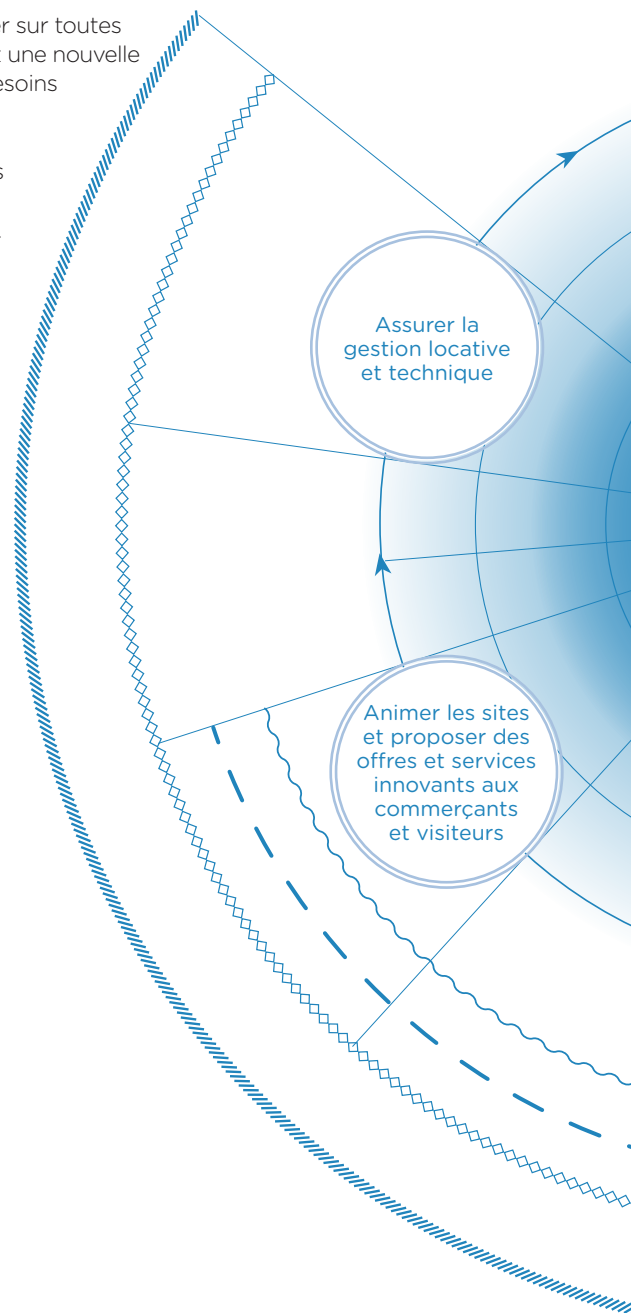 er sur toutes
une nouvelle
esoins
s
Assurer la
gestion locative
et technique
Animer les sites
et proposer des
offres et services
innovants aux
commerçants
et visiteurs